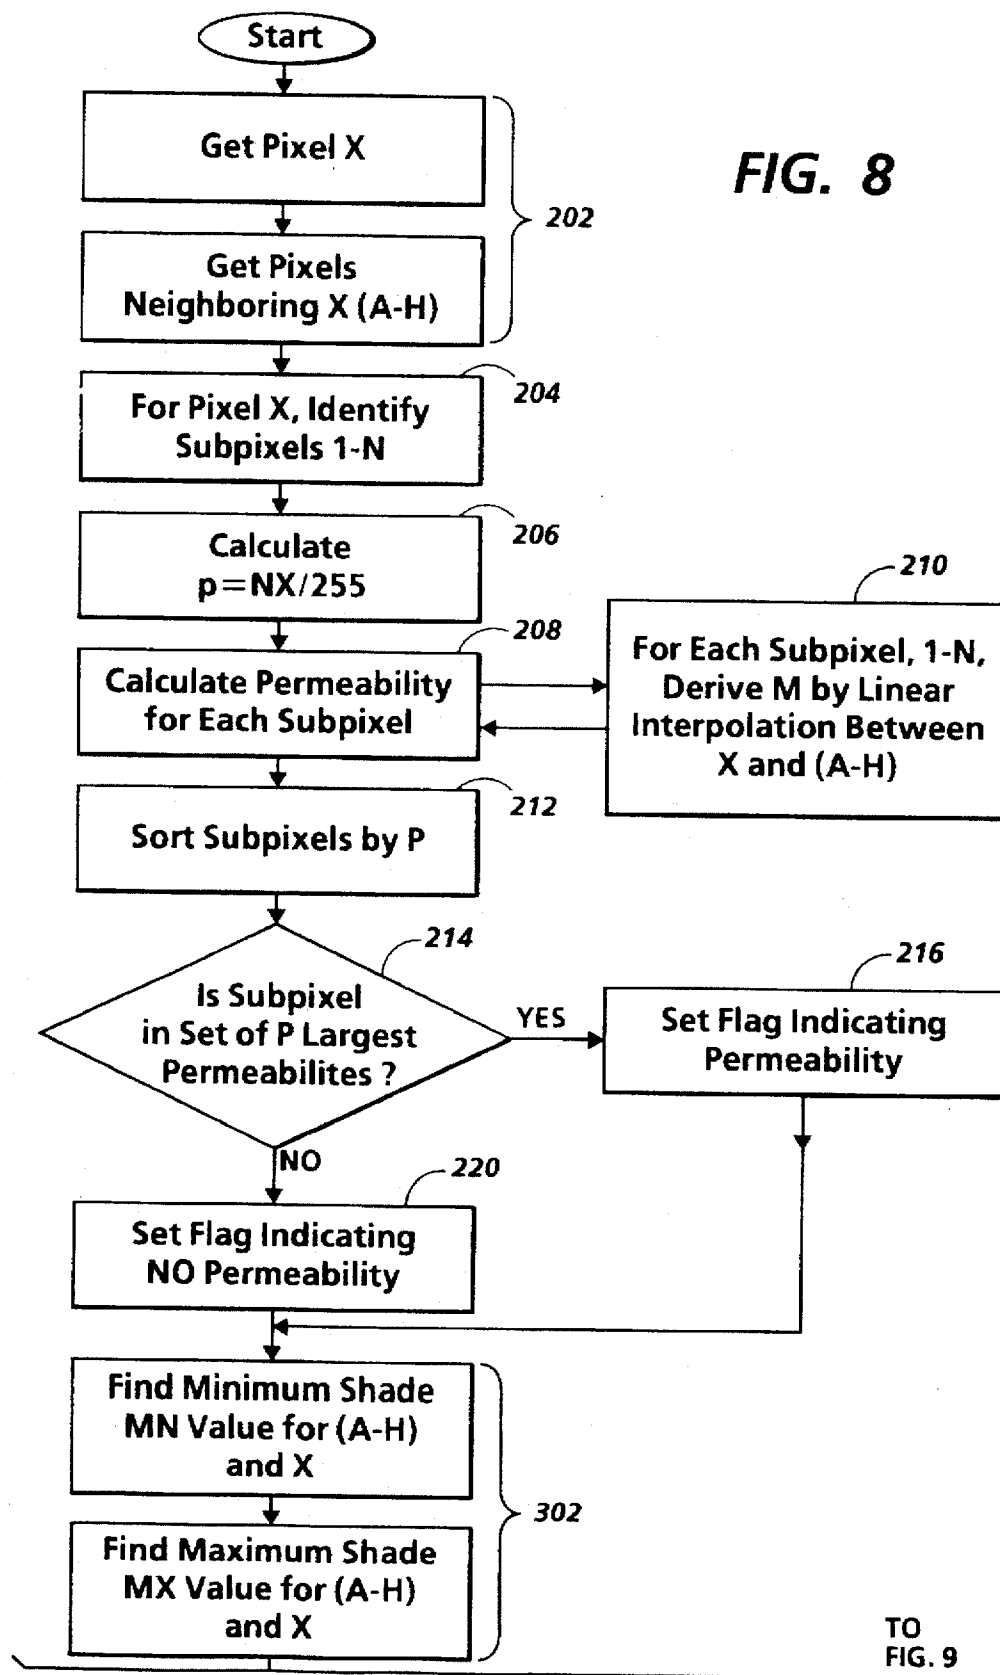 Start
FIG. 8
Get Pixel X
202
Get Pixels
Neighboring X (A-H)
204
For Pixel X, Identify
Subpixels 1-N
206
Calculate
p=NX/255
208
Calculate Permeability
for Each Subpixel
210
For Each Subpixel, 1-N,
Derive M by Linear
Interpolation Between
X and (A-H)
212
Sort Subpixels by P
214
Is Subpixel
in Set of P Largest
Permeabilites ?
YES
216
Set Flag Indicating
Permeability
NO
220
Set Flag Indicating
NO Permeability
Find Minimum Shade
MN Value for (A-H)
and X
302
Find Maximum Shade
MX Value for (A-H)
and X
TO
FIG. 9